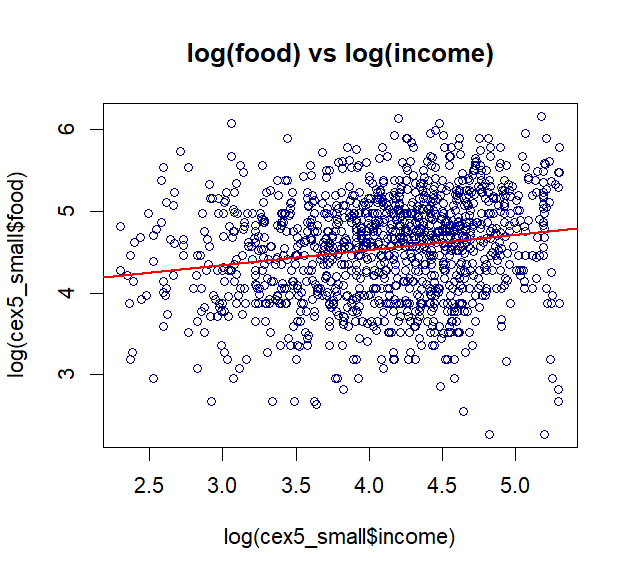 log(food) vs log(income)
log(cex5_small$food)
6
5
4
3
2.5 3.0 3.5 4.0 4.5 5.0
log(cex5_small$income)